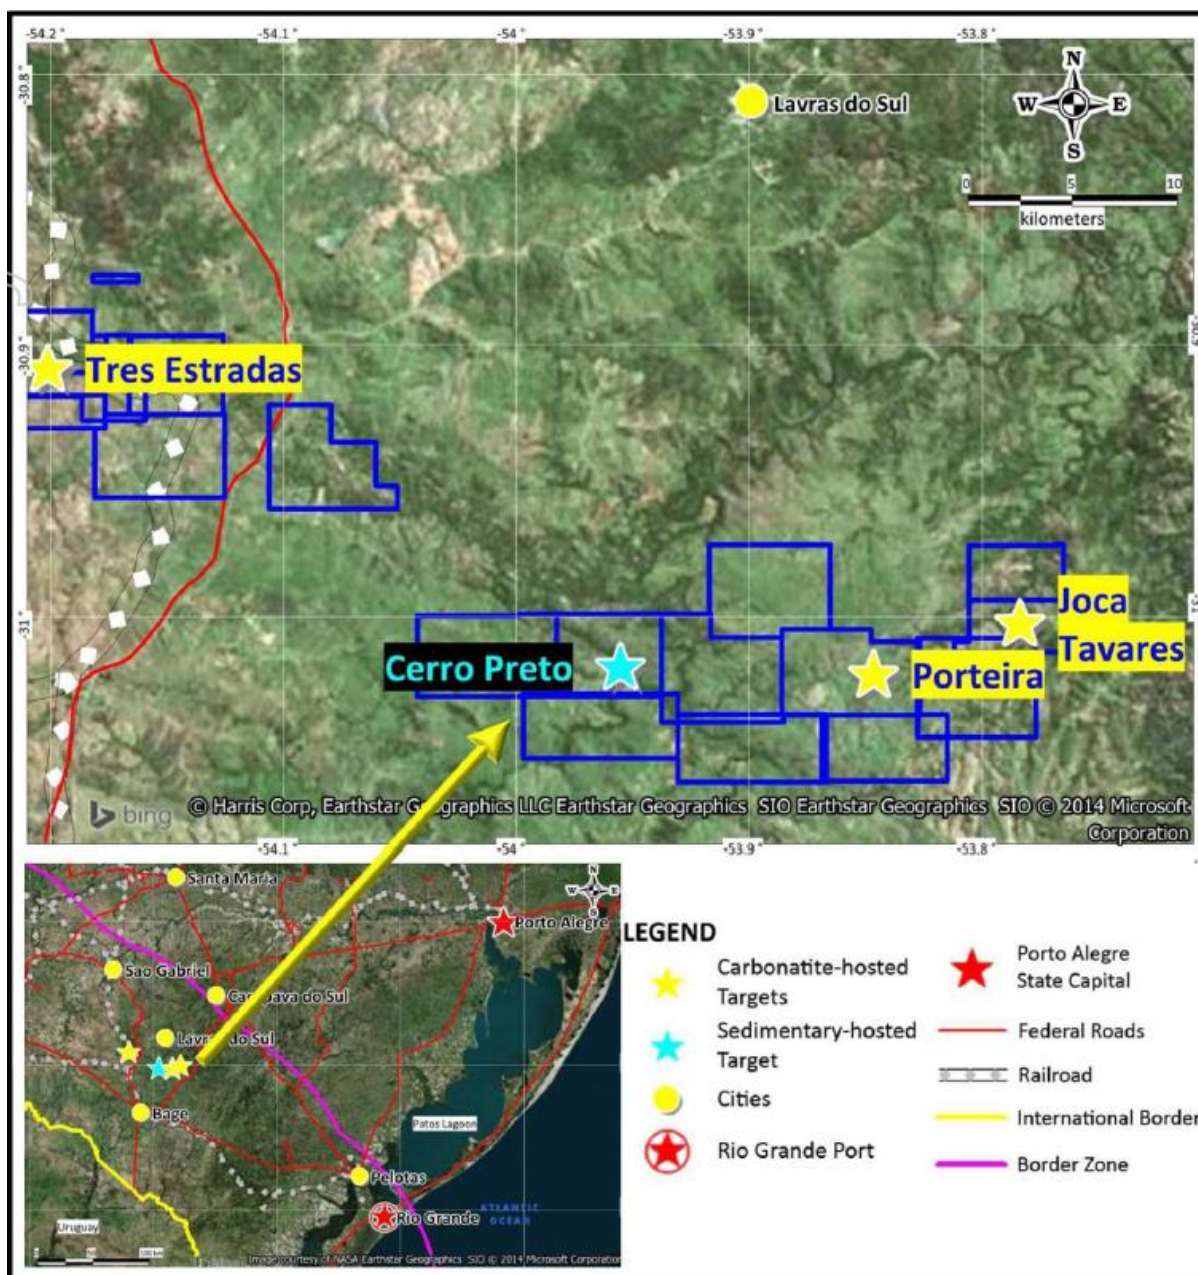 -54.2° -54.1° -54° -53.9° -53.8°
-30.8°
Lavras do Sul
N
W E
S
0 5 10
kilometers
-30.9°
-30.9
Tres Estradas
-31°
-31
Joca
Tavares
Cerro Preto
Porteira
bing
© Harris Corp, Earthstar Geographics LLC Earthstar Geographics SIO Earthstar Geographics SIO © 2014 Microsoft
Corporation
-54.1° -54° -53.9° -53.8°
Santa Maria
N
W E
S
Porto Alegre
Sao Gabriel
Cacapava do Sul
Lavras do Sul
Bage
Patos Lagoon
Pelotas
Rio Grande
ATLANTIC
OCEAN
Uruguay
100 km
Image courtesy of NASA Earthstar Geographics SIO © 2014 Microsoft Corporation
LEGEND
Carbonatite-hosted
Targets
Sedimentary-hosted
Target
Cities
Rio Grande Port
Porto Alegre
State Capital
Federal Roads
Railroad
International Border
Border Zone